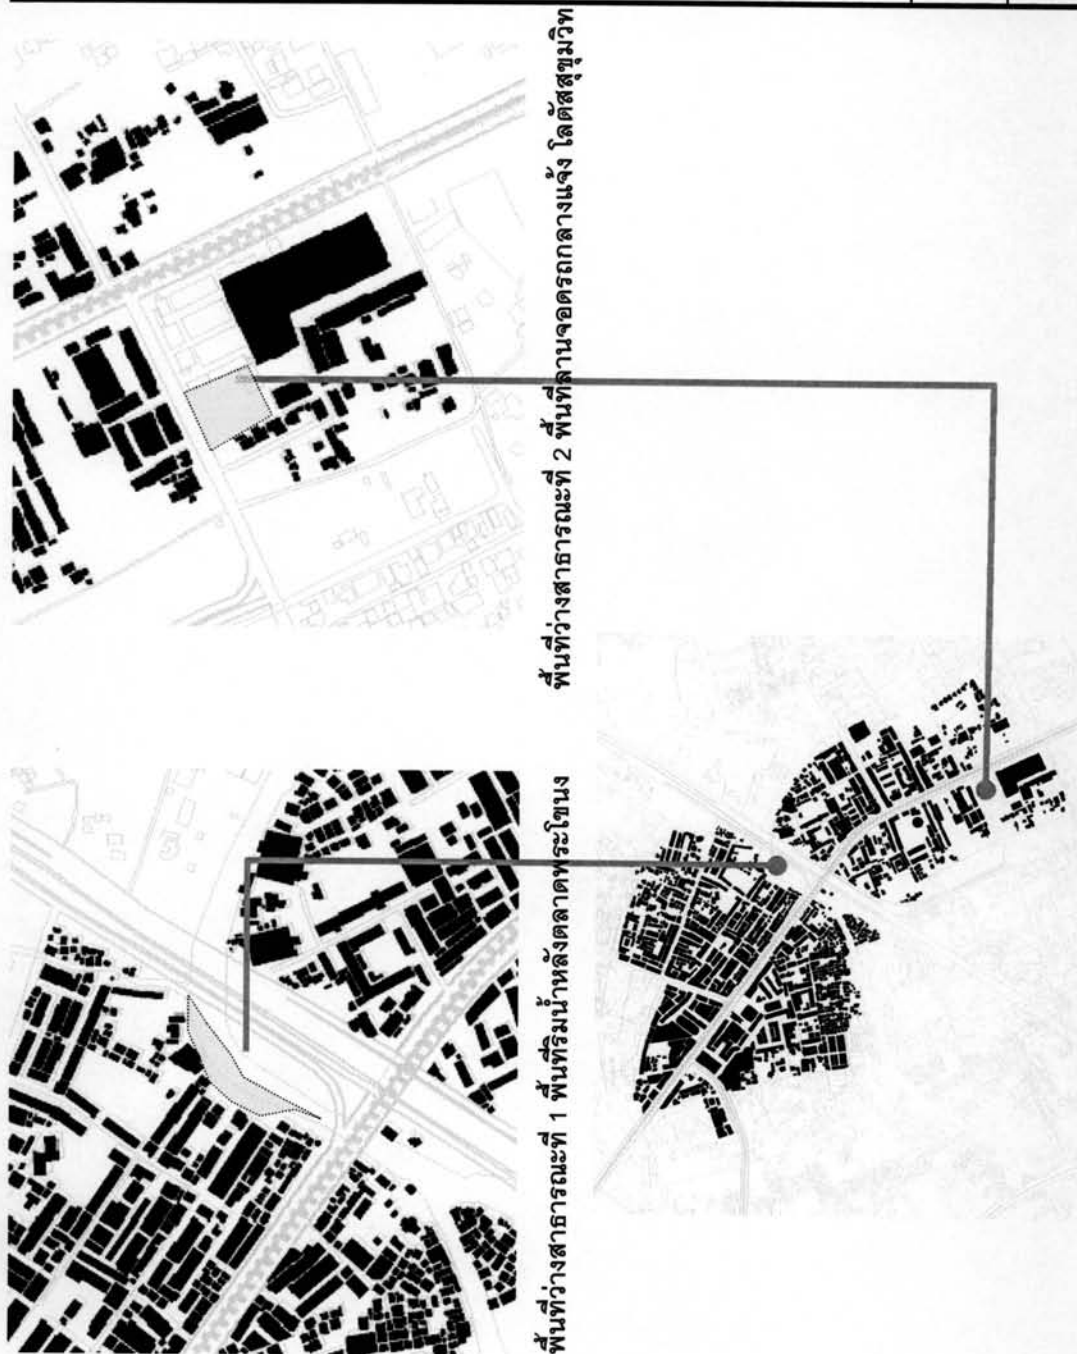 พื้นที่ว่างสาธารณะที่ 1 พื้นที่ริมน้ำหลังตลาดพระโขนง
พื้นที่ว่างสาธารณะที่ 2 พื้นที่ลานจอดรถกลางแจ้ง โลตัสสุขุมวิท